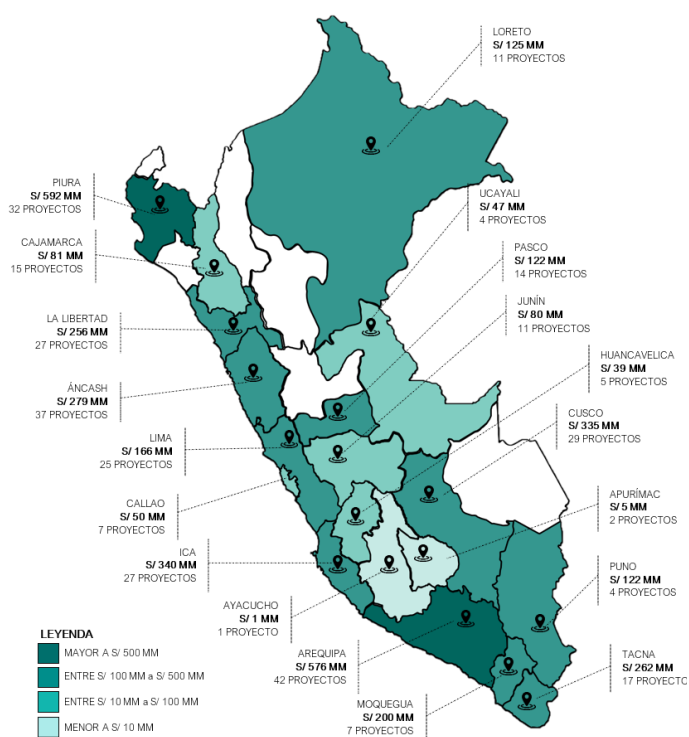 LORETO
S/ 125 MM
11 PROYECTOS
PIURA
S/ 592 MM
32 PROYECTOS
UCAYALI
S/ 47 MM
4 PROYECTOS
CAJAMARCA
S/ 81 MM
15 PROYECTOS
PASCO
S/ 122 MM
14 PROYECTOS
JUNÍN
S/ 80 MM
11 PROYECTOS
LA LIBERTAD
S/ 256 MM
27 PROYECTOS
HUANCAVELICA
S/ 39 MM
5 PROYECTOS
ÁNCASH
S/ 279 MM
37 PROYECTOS
CUSCO
S/ 335 MM
29 PROYECTOS
LIMA
S/ 166 MM
25 PROYECTOS
APURÍMAC
S/ 5 MM
2 PROYECTOS
CALLAO
S/ 50 MM
7 PROYECTOS
ICA
S/ 340 MM
27 PROYECTOS
PUNO
S/ 122 MM
4 PROYECTOS
AYACUCHO
S/ 1 MM
1 PROYECTO
AREQUIPA
S/ 576 MM
42 PROYECTOS
TACNA
S/ 262 MM
17 PROYECTO
MOQUEGUA
S/ 200 MM
7 PROYECTOS
LEYENDA
MAYOR A S/ 500 MM
ENTRE S/ 100 MM a S/ 500 MM
ENTRE S/ 10 MM a S/ 100 MM
MENOR A S/ 10 MM